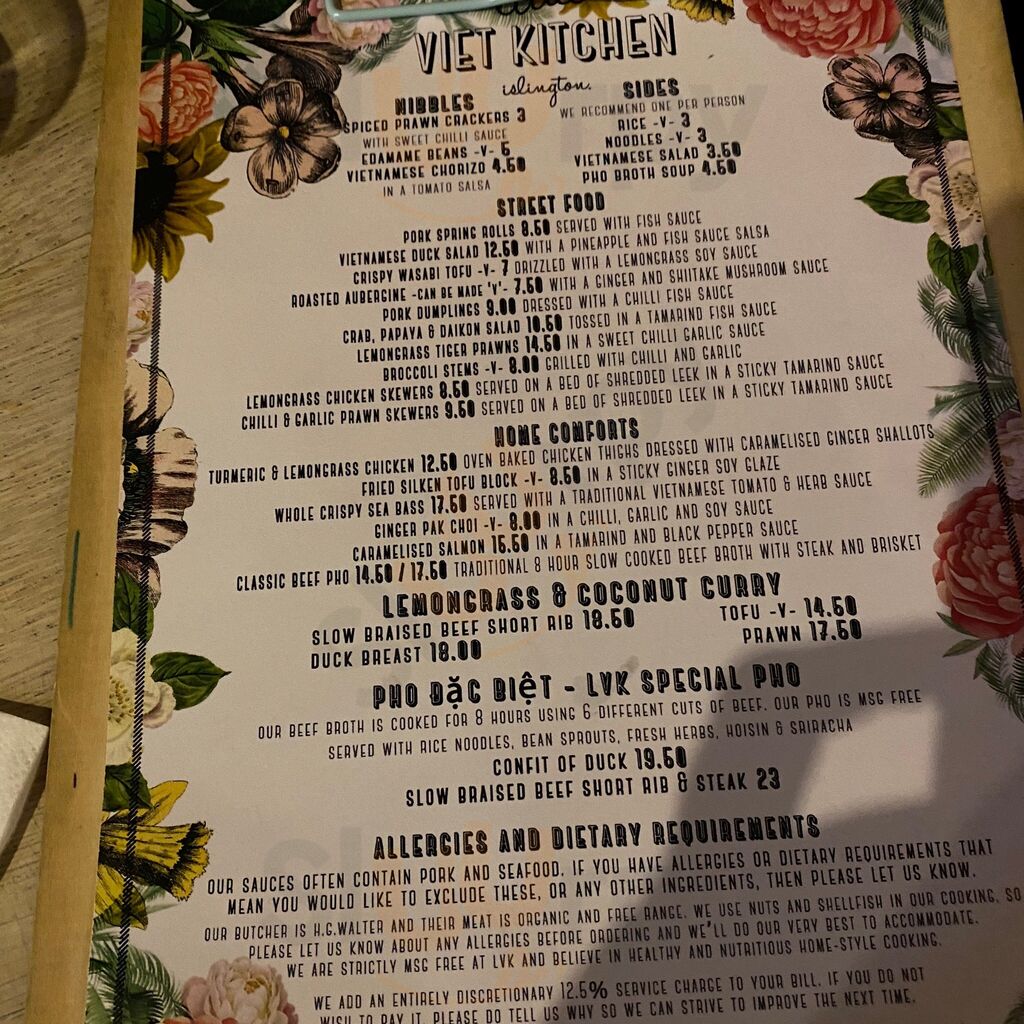 VIET KITCHEN
islington.
NIBBLES
SPICED PRAWN CRACKERS 3
WITH SWEET CHILLI SAUCE
EDAMAME BEANS -V- 5
VIETNAMESE CHORIZO 4.50
IN A TOMATO SALSA
SIDES
WE RECOMMEND ONE PER PERSON
RICE -V- 3
NOODLES -V- 3
VIETNAMESE SALAD 3.50
PHO BROTH SOUP 4.50
STREET FOOD
PORK SPRING ROLLS 8.50 SERVED WITH FISH SAUCE
VIETNAMESE DUCK SALAD 12.50 WITH A PINEAPPLE AND FISH SAUCE SALSA
CRISPY WASABI TOFU -V- 7 DRIZZLED WITH A LEMONGRASS SOY SAUCE
ROASTED AUBERGINE -CAN BE MADE 'V'- 7.50 WITH A GINGER AND SHIITAKE MUSHROOM SAUCE
PORK DUMPLINGS 9.00 DRESSED WITH A CHILLI FISH SAUCE
CRAB, PAPAYA & DAIKON SALAD 10.50 TOSSED IN A TAMARIND FISH SAUCE
LEMONGRASS TIGER PRAWNS 14.50 IN A SWEET CHILLI GARLIC SAUCE
BROCCOLI STEMS -V- 8.00 GRILLED WITH CHILLI AND GARLIC
LEMONGRASS CHICKEN SKEWERS 8.50 SERVED ON A BED OF SHREDDED LEEK IN A STICKY TAMARIND SAUCE
CHILLI & GARLIC PRAWN SKEWERS 9.50 SERVED ON A BED OF SHREDDED LEEK IN A STICKY TAMARIND SAUCE
HOME COMFORTS
TURMERIC & LEMONGRASS CHICKEN 12.50 OVEN BAKED CHICKEN THIGHS DRESSED WITH CARAMELISED GINGER SHALLOTS
FRIED SILKEN TOFU BLOCK -V- 8.50 IN A STICKY GINGER SOY GLAZE
WHOLE CRISPY SEA BASS 17.50 SERVED WITH A TRADITIONAL VIETNAMESE TOMATO & HERB SAUCE
GINGER PAK CHOI -V- 8.00 IN A CHILLI, GARLIC AND SOY SAUCE
CARAMELISED SALMON 15.50 IN A TAMARIND AND BLACK PEPPER SAUCE
CLASSIC BEEF PHO 14.50 / 17.50 TRADITIONAL 8 HOUR SLOW COOKED BEEF BROTH WITH STEAK AND BRISKET
LEMONGRASS & COCONUT CURRY
SLOW BRAISED BEEF SHORT RIB 18.50
TOFU -V- 14.50
DUCK BREAST 18.00
PRAWN 17.50
PHO ĐẶC BIỆT - LVK SPECIAL PHO
OUR BEEF BROTH IS COOKED FOR 8 HOURS USING 6 DIFFERENT CUTS OF BEEF. OUR PHO IS MSG FREE
SERVED WITH RICE NOODLES, BEAN SPROUTS, FRESH HERBS, HOISIN & SRIRACHA
CONFIT OF DUCK 19.50
SLOW BRAISED BEEF SHORT RIB & STEAK 23
ALLERGIES AND DIETARY REQUIREMENTS
OUR SAUCES OFTEN CONTAIN PORK AND SEAFOOD. IF YOU HAVE ALLERGIES OR DIETARY REQUIREMENTS THAT
MEAN YOU WOULD LIKE TO EXCLUDE THESE, OR ANY OTHER INGREDIENTS, THEN PLEASE LET US KNOW.
OUR BUTCHER IS H.G.WALTER AND THEIR MEAT IS ORGANIC AND FREE RANGE. WE USE NUTS AND SHELLFISH IN OUR COOKING, SO
PLEASE LET US KNOW ABOUT ANY ALLERGIES BEFORE ORDERING AND WE'LL DO OUR VERY BEST TO ACCOMMODATE.
WE ARE STRICTLY MSG FREE AT LVK AND BELIEVE IN HEALTHY AND NUTRITIOUS HOME-STYLE COOKING.
WE ADD AN ENTIRELY DISCRETIONARY 12.5% SERVICE CHARGE TO YOUR BILL. IF YOU DO NOT
WISH TO PAY IT, PLEASE DO TELL US WHY SO WE CAN STRIVE TO IMPROVE THE NEXT TIME.